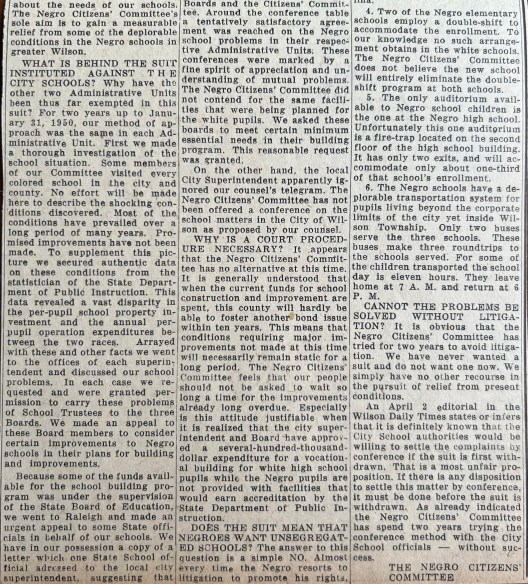 about the needs of our schools.
The Negro Citizens' Committee's
sole aim is to gain a measurable
relief from some of the deplorable
conditions in the Negro schools in
greater Wilson.
WHAT IS BEHIND THE SUIT
INSTITUTED AGAINST THE
CITY SCHOOLS? Why have the
other two Administrative Units
been thus far exempted in this
suit? For two years up to Jan-
uary 21, 1950, our method of ap-
proach was the same in each Ad-
ministrative Unit. First we made
a thorough investigation of the
school situation. Some members
of our Committee visited every
colored school in the city and
county. No effort will be made
here to describe the shocking con-
ditions discovered. Most of the
conditions have prevailed over a
long period of many years. Pro-
mised improvements have not been
made. To supplement this pic-
ture we secured authentic data
on these conditions from the
statistician of the State Depart-
ment of Public Instruction. This
data revealed a vast disparity in
the per-pupil school property in-
vestment and the annual per-
pupil operation expenditures be-
tween the two races. Arrayed
with these and other facts we went
to the offices of each superin-
tendent and discussed our school
problems. In each case we re-
quested and were granted per-
mission to carry these problems
of School Trustees to the three
Boards. We made an appeal to
these Board members to consider
certain improvements to Negro
schools in their plans for building
and improvements.
Because some of the funds avail-
able for the school building pro-
gram was under the supervision
of the State Board of Education,
we went to Raleigh and made an
urgent appeal to some State offi-
cials in behalf of our schools. We
have in our possession a copy of a
letter which one State School of-
ficial adressed to the local city
superintendent, suggesting that
Boards and the Citizens' Commit-
tee. Around the conference table
a tentatively satisfactory agree-
ment was reached on the Negro
school problems in their respec-
tive Administrative Units. These
conferences were marked by a
fine spirit of appreciation and un-
derstanding of mutual problems.
The Negro Citizens' Committee did
not contend for the same facili-
ties that were being planned for
the white pupils. We asked these
boards to meet certain minimum
essential needs in their building
program. This reasonable request
was granted.
On the other hand, the local
City Superintendent apparently ig-
nored our counsel's telegram. The
Negro Citizens' Committee has not
been offered a conference on the
school matters in the City of Wil-
son as proposed by our counsel.
WHY IS A COURT PROCED-
URE NECESSARY? It appears
that the Negro Citizens' Commit-
tee has no alternative at this time.
It is generally understood that
when the current funds for school
construction and improvement are
spent, this county will hardly be
able to foster another bond issue
within ten years. This means that
conditions requiring major im-
provements not made at this time
will necessarily remain static for
a long period. The Negro Citizens'
Committee feels that our people
should not be asked to wait so
long a time for the improvements
already long overdue. Especially
is this attitude justifiable when
it is realized that the city super-
intendent and Board have approv-
ed a several-hundred-thousand-
dollar expenditure for a vocation-
al building for white high school
pupils while the Negro pupils are
not provided with facilities that
would earn accreditation by the
State Department of Public In-
struction.
DOES THE SUIT MEAN THAT
NEGROES WANT UNSEGREGAT-
ED SCHOOLS? The answer to this
question is a simple NO. Almost
every time the Negro resorts to
litigation to promote his rights,
4. Two of the Negro elementary
schools employ a double-shift to
accommodate the enrollment. To
our knowledge no such arrange-
ment obtains in the white schools.
The Negro Citizens' Committee
does not believe the new school
will entirely eliminate the double-
shift program at both schools.
5. The only auditorium avail-
able to Negro school children is
the one at the Negro high school.
Unfortunately this one auditorium
is a fire-trap located on the second
floor of the high school building.
It has only two exits, and will ac-
commodate only about one-third
of that school's enrollment.
6. The Negro schools have a de-
plorable transportation system for
pupils living beyond the corporate
limits of the city yet inside Wil-
son Township. Only two buses
serve the three schools. These
buses make three roundtrips to
the schools served. For some of
the children transported the school
day is eleven hours. They leave
home at 7 A. M. and return at 6
P. M.
CANNOT THE PROBLEMS BE
SOLVED WITHOUT LITIGA-
TION? It is obvious that the
Negro Citizens' Committee has
tried for two years to avoid litiga-
tion. We have never wanted a
suit and do not want one now. We
simply have no other recourse in
the pursuit of relief from present
conditions.
An April 2 editorial in the
Wilson Daily Times states or infers
that it is definitely known that the
City School authorities would be
willing to settle the complaints by
conference if the suit is first with-
drawn. That is a most unfair pro-
position. If there is any disposition
to settle this matter by conference,
it must be done before the suit is
withdrawn. As already indicated
the Negro Citizens' Committee has
spend two years trying the
conference method with the City
School officials — without suc-
cess.
THE NEGRO CITIZENS'
COMMITTEE